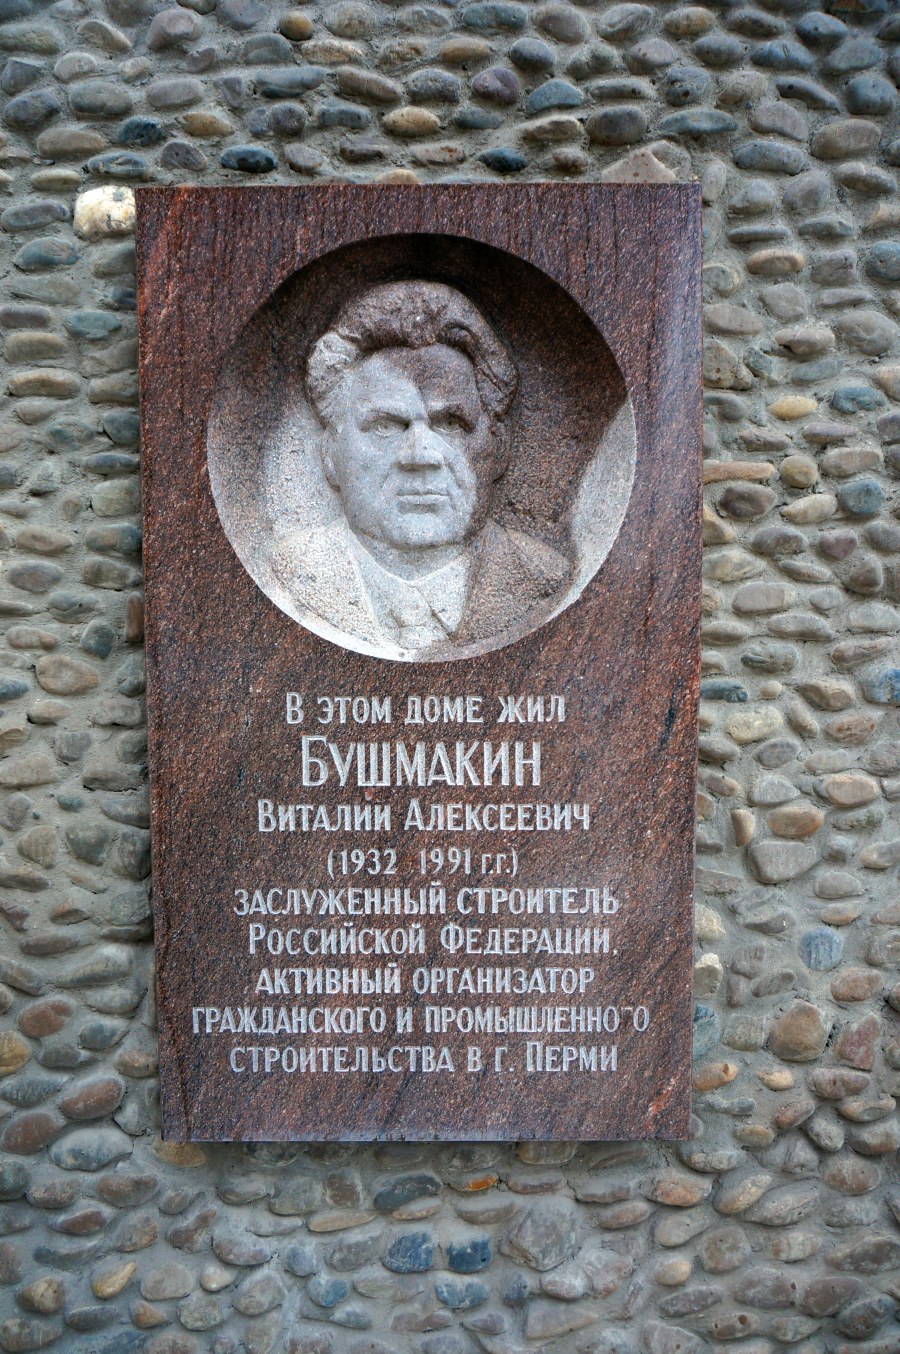 В ЭТОМ ДОМЕ ЖИЛ
БУШМАКИН
ВИТАЛИЙ АЛЕКСЕЕВИЧ
(1932 1991 г.г.)
ЗАСЛУЖЕННЫЙ СТРОИТЕЛЬ
РОССИЙСКОЙ ФЕДЕРАЦИИ,
АКТИВНЫЙ ОРГАНИЗАТОР
ГРАЖДАНСКОГО И ПРОМЫШЛЕННОГО
СТРОИТЕЛЬСТВА В Г. ПЕРМИ